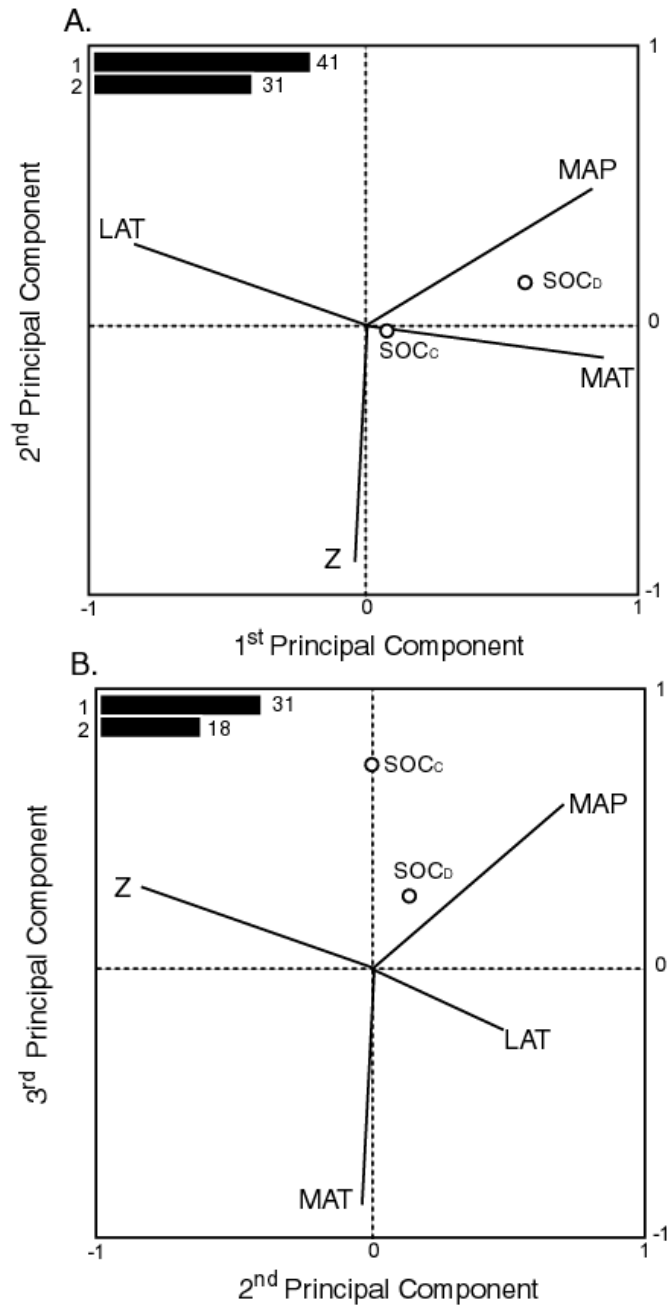 A.
1 41
2 31
1
MAP
LAT
SOCD
0
SOCC
MAT
Z
2nd Principal Component
-1
-1 0 1
1st Principal Component
B.
1 31
2 18
1
SOCC
MAP
SOCD
Z
0
LAT
MAT
3rd Principal Component
-1
-1 0 1
2nd Principal Component